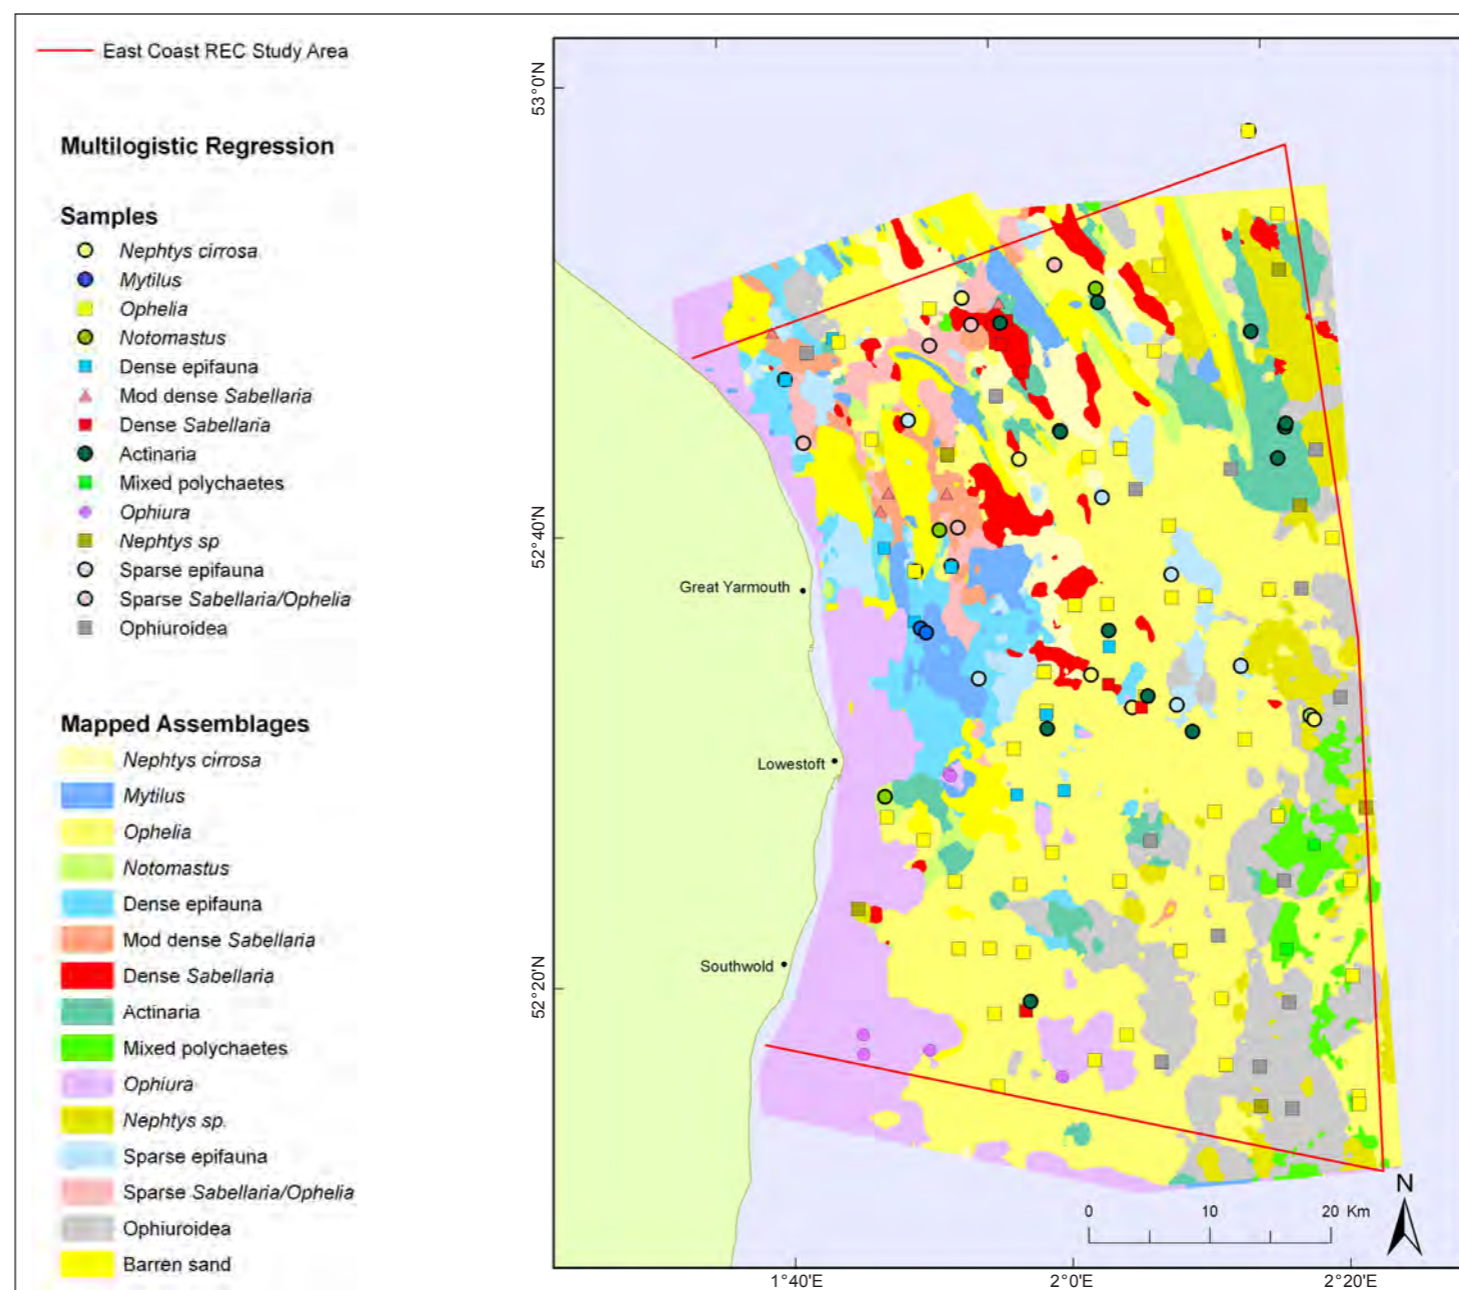 East Coast REC Study Area
Multilogistic Regression
Samples
Nephtys cirrosa
Mytilus
Ophelia
Notomastus
Dense epifauna
Mod dense Sabellaria
Dense Sabellaria
Actinaria
Mixed polychaetes
Ophiura
Nephtys sp
Sparse epifauna
Sparse Sabellaria/Ophelia
Ophiuroidea
Mapped Assemblages
Nephtys cirrosa
Mytilus
Ophelia
Notomastus
Dense epifauna
Mod dense Sabellaria
Dense Sabellaria
Actinaria
Mixed polychaetes
Ophiura
Nephtys sp.
Sparse epifauna
Sparse Sabellaria/Ophelia
Ophiuroidea
Barren sand
53°0'N
52°40'N
52°20'N
Great Yarmouth
Lowestoft
Southwold
N
0 10 20 Km
1°40'E 2°0'E 2°20'E